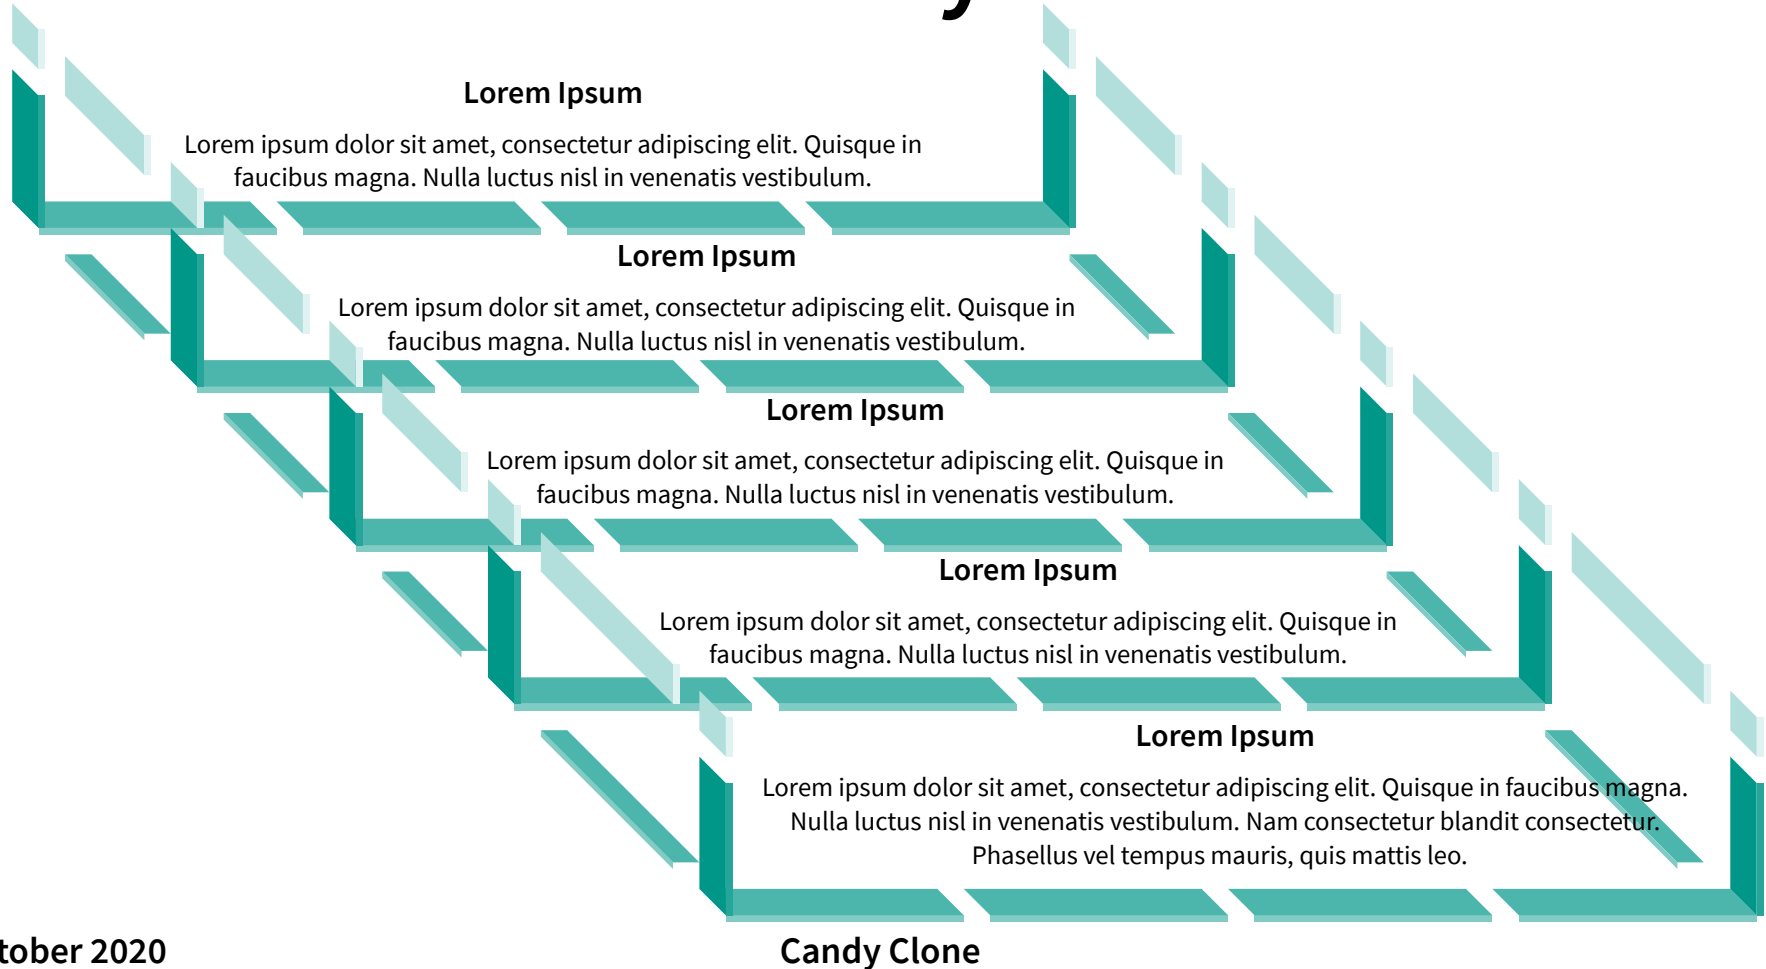 Lorem Ipsum
Lorem ipsum dolor sit amet, consectetur adipiscing elit. Quisque in
faucibus magna. Nulla luctus nisl in venenatis vestibulum.
Lorem Ipsum
Lorem ipsum dolor sit amet, consectetur adipiscing elit. Quisque in
faucibus magna. Nulla luctus nisl in venenatis vestibulum.
Lorem Ipsum
Lorem ipsum dolor sit amet, consectetur adipiscing elit. Quisque in
faucibus magna. Nulla luctus nisl in venenatis vestibulum.
Lorem Ipsum
Lorem ipsum dolor sit amet, consectetur adipiscing elit. Quisque in
faucibus magna. Nulla luctus nisl in venenatis vestibulum.
Lorem Ipsum
Lorem ipsum dolor sit amet, consectetur adipiscing elit. Quisque in faucibus magna.
Nulla luctus nisl in venenatis vestibulum. Nam consectetur blandit consectetur.
Phasellus vel tempus mauris, quis mattis leo.
tober 2020
Candy Clone